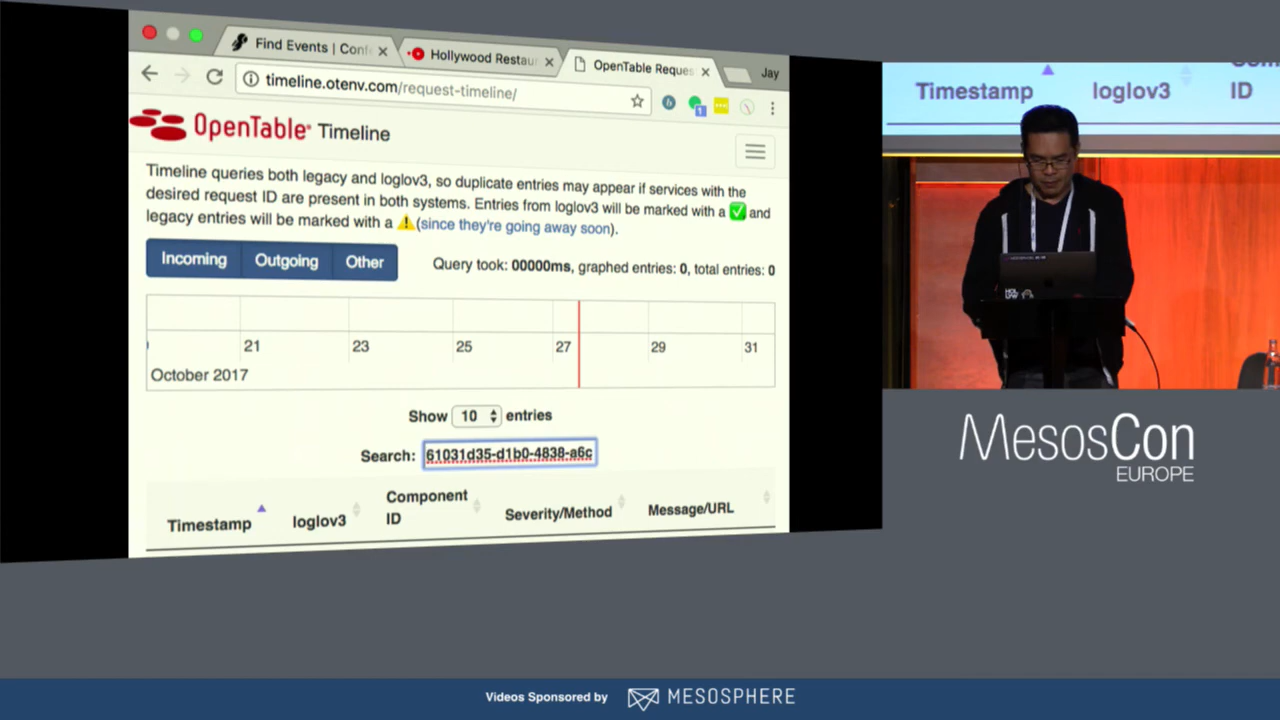 Find Events | Conf
Hollywood Restau
OpenTable Reques
Jay
timeline.otenv.com/request-timeline/
OpenTable® Timeline
Timeline queries both legacy and loglov3, so duplicate entries may appear if services with the
desired request ID are present in both systems. Entries from loglov3 will be marked with a ✅ and
legacy entries will be marked with a ⚠️(since they're going away soon).
Incoming
Outgoing
Other
Query took: 00000ms, graphed entries: 0, total entries: 0
21
23
25
27
29
31
October 2017
Show 10 entries
Search: 61031d35-d1b0-4838-a6c
Timestamp
loglov3
Component
ID
Severity/Method
Message/URL
Timestamp
loglov3
ID
MesosCon
EUROPE
Videos Sponsored by
MESOSPHERE